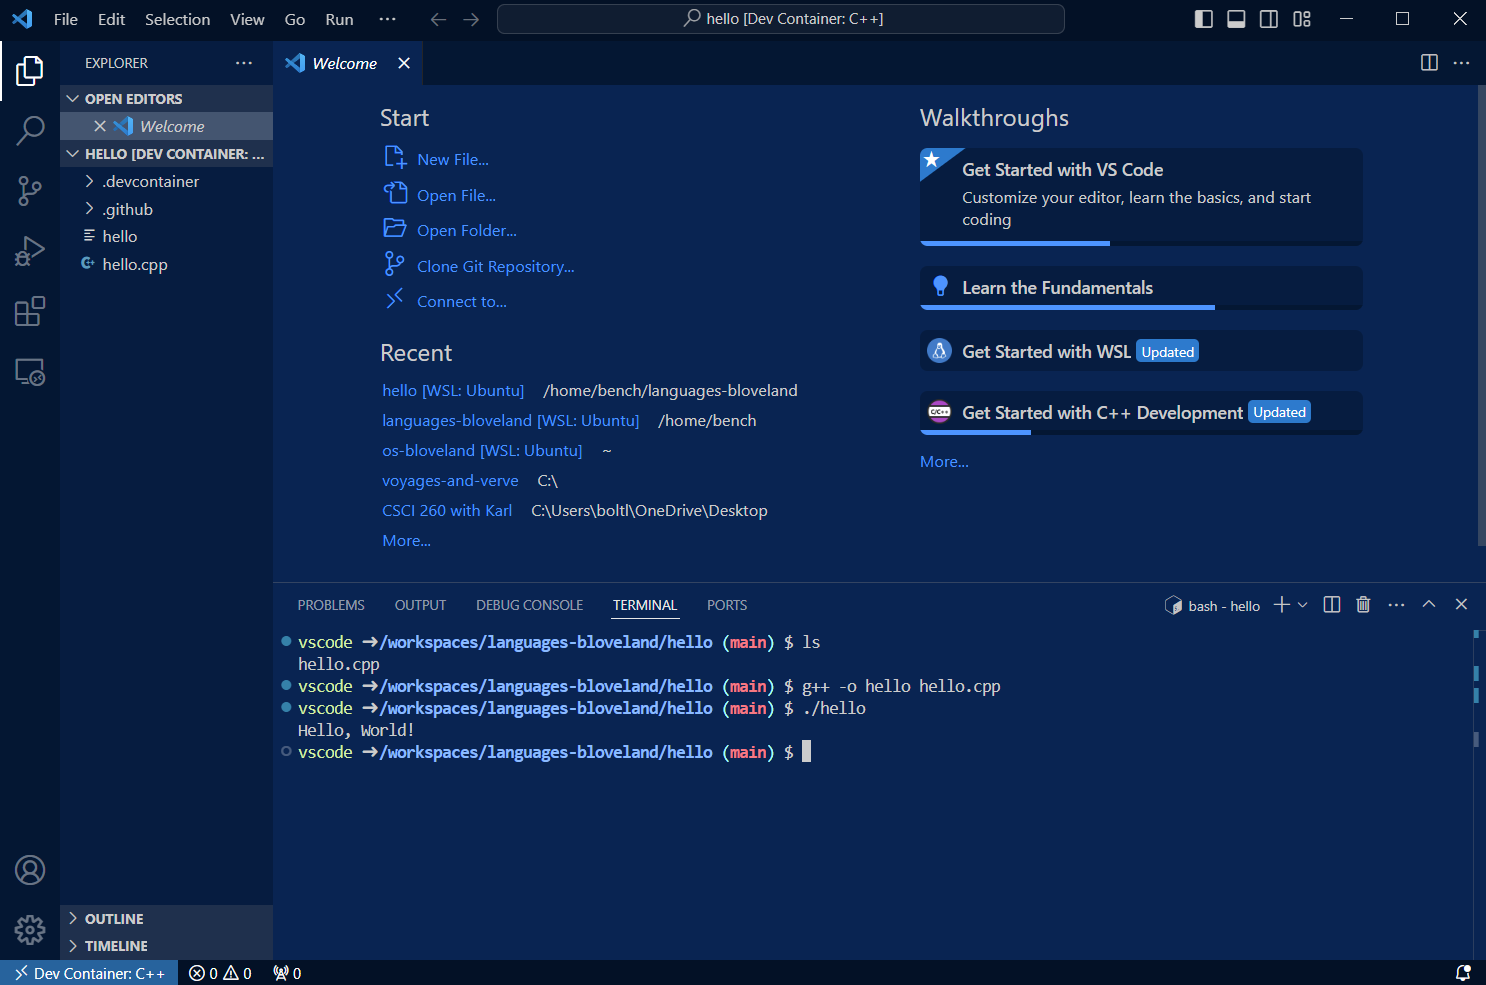 File Edit Selection View Go Run ···
hello [Dev Container: C++]
EXPLORER
OPEN EDITORS
Welcome
HELLO [DEV CONTAINER: ...
.devcontainer
.github
hello
hello.cpp
OUTLINE
TIMELINE
Welcome
Start
New File...
Open File...
Open Folder...
Clone Git Repository...
Connect to...
Recent
hello [WSL: Ubuntu] /home/bench/languages-bloveland
languages-bloveland [WSL: Ubuntu] /home/bench
os-bloveland [WSL: Ubuntu] ~
voyages-and-verve C:\
CSCI 260 with Karl C:\Users\boltl\OneDrive\Desktop
More...
Walkthroughs
Get Started with VS Code
Customize your editor, learn the basics, and start
coding
Learn the Fundamentals
Get Started with WSL Updated
C/C++ Get Started with C++ Development Updated
More...
PROBLEMS OUTPUT DEBUG CONSOLE TERMINAL PORTS
bash - hello
vscode ➜/workspaces/languages-bloveland/hello (main) $ ls
hello.cpp
vscode ➜/workspaces/languages-bloveland/hello (main) $ g++ -o hello hello.cpp
vscode ➜/workspaces/languages-bloveland/hello (main) $ ./hello
Hello, World!
vscode ➜/workspaces/languages-bloveland/hello (main) $
Dev Container: C++ 0 0 0